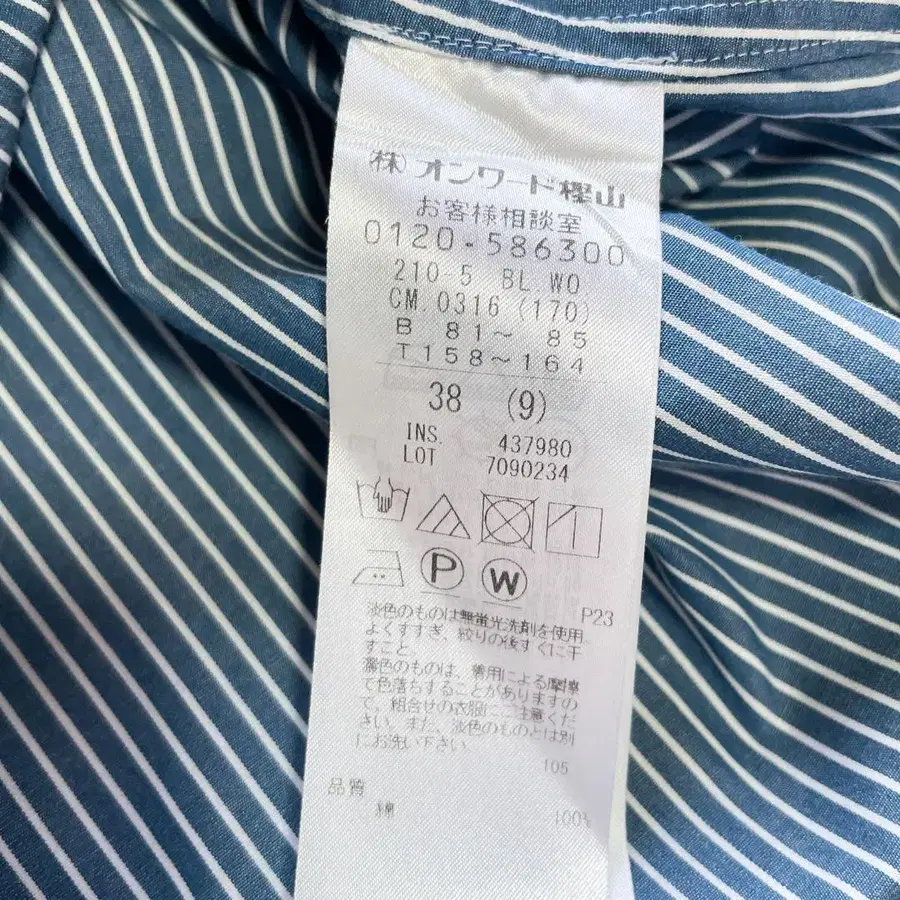 (株)オンワード樫山
お客様相談室
0120-586300
210-5 BL.WO
CM.0316 (170)
B 81～ 85
T158～164
38 (9)
INS. 437980
LOT 7090234
P W
P23
淡色のものは無蛍光洗剤を使用、
よくすすぎ、絞りの後すぐに干
すこと。
濃色のものは、着用による摩擦
で色落ちすることがありますの
で、組合せの衣服にご注意くだ
さい。また、淡色のものとは別
にお洗い下さい。
105
品質
綿 100%